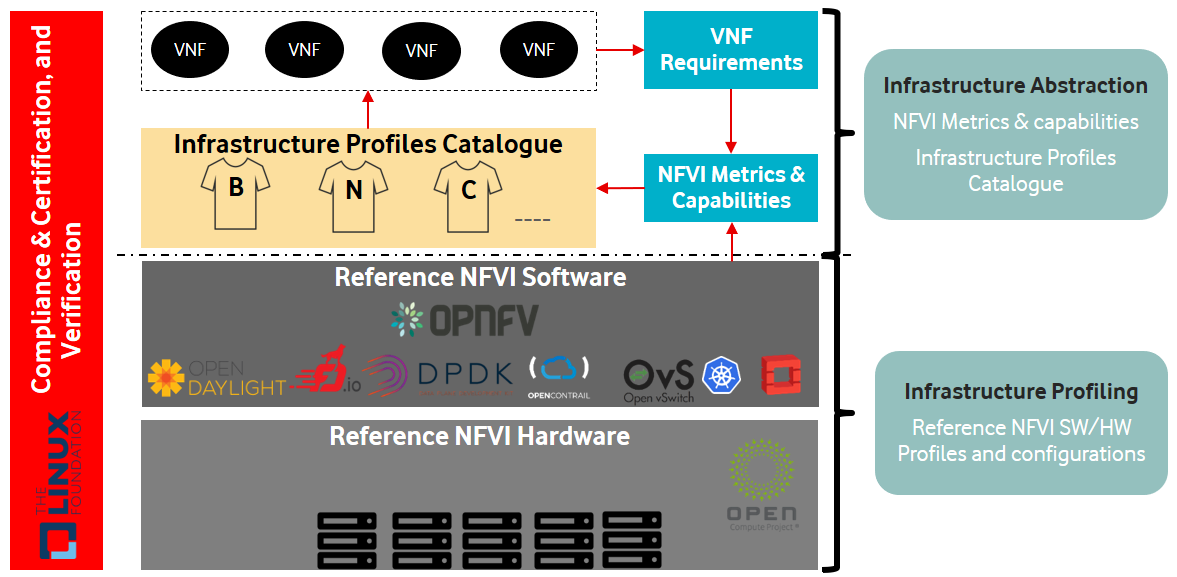 Compliance & Certification, and
Verification
THE
LINUX
FOUNDATION
VNF
VNF
VNF
VNF
VNF
Requirements
Infrastructure Profiles Catalogue
B
N
C
NFVI Metrics &
Capabilities
Infrastructure Abstraction
NFVI Metrics & capabilities
Infrastructure Profiles
Catalogue
Reference NFVI Software
OPNFV
OPEN
DAYLIGHT
.io
DPDK
OPENCONTRAIL
OvS
Open vSwitch
Infrastructure Profiling
Reference NFVI SW/HW
Profiles and configurations
Reference NFVI Hardware
OPEN
Compute Project ®